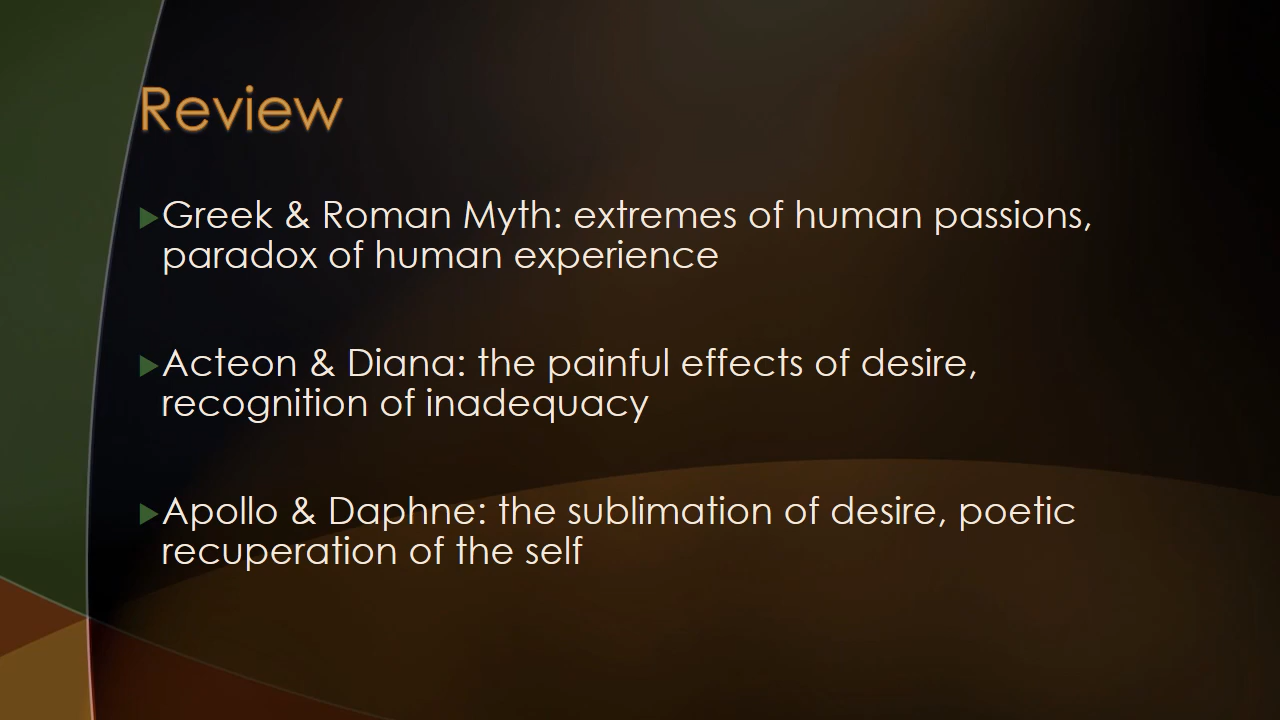 Review
Greek & Roman Myth: extremes of human passions,
paradox of human experience
Acteon & Diana: the painful effects of desire,
recognition of inadequacy
Apollo & Daphne: the sublimation of desire, poetic
recuperation of the self